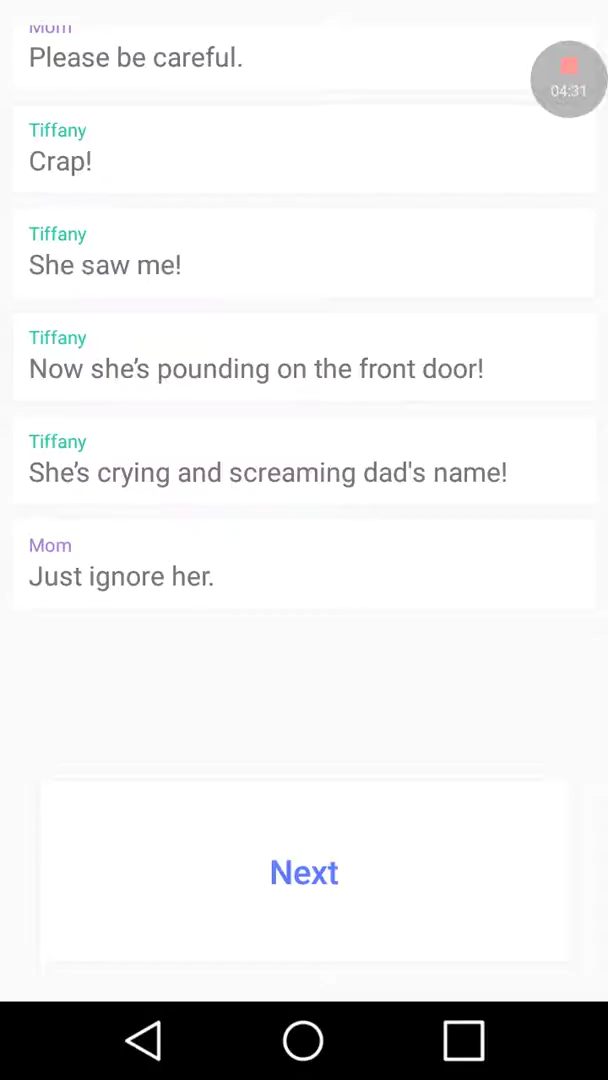 Mom
Please be careful.
04:31
Tiffany
Crap!
Tiffany
She saw me!
Tiffany
Now she’s pounding on the front door!
Tiffany
She’s crying and screaming dad's name!
Mom
Just ignore her.
Next